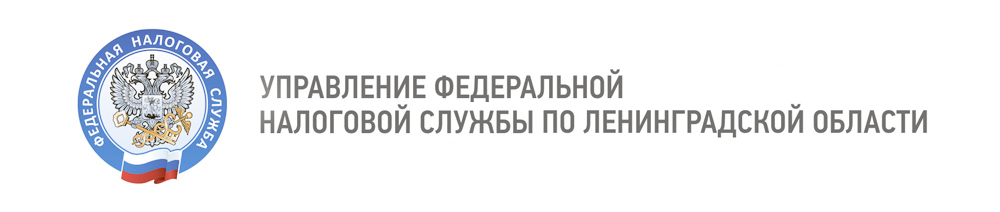 ФЕДЕРАЛЬНАЯ НАЛОГОВАЯ СЛУЖБА
УПРАВЛЕНИЕ ФЕДЕРАЛЬНОЙ
НАЛОГОВОЙ СЛУЖБЫ ПО ЛЕНИНГРАДСКОЙ ОБЛАСТИ